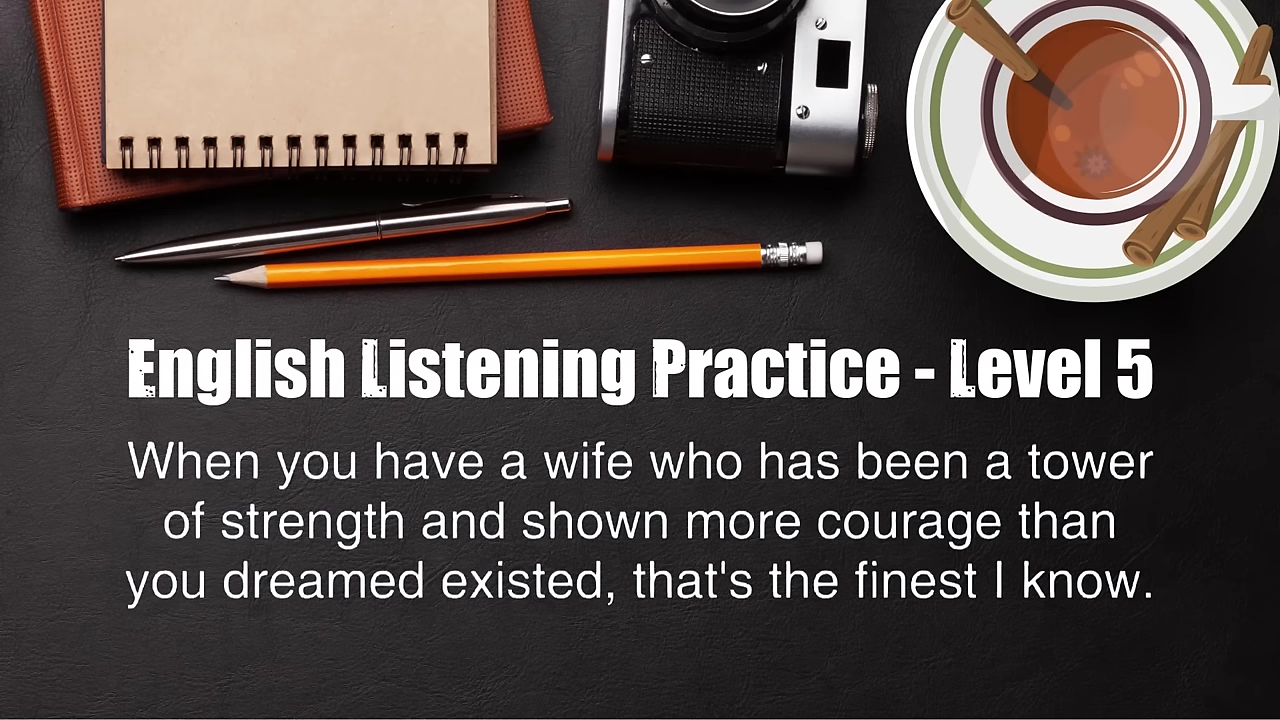 English Listening Practice - Level 5
When you have a wife who has been a tower
of strength and shown more courage than
you dreamed existed, that's the finest I know.